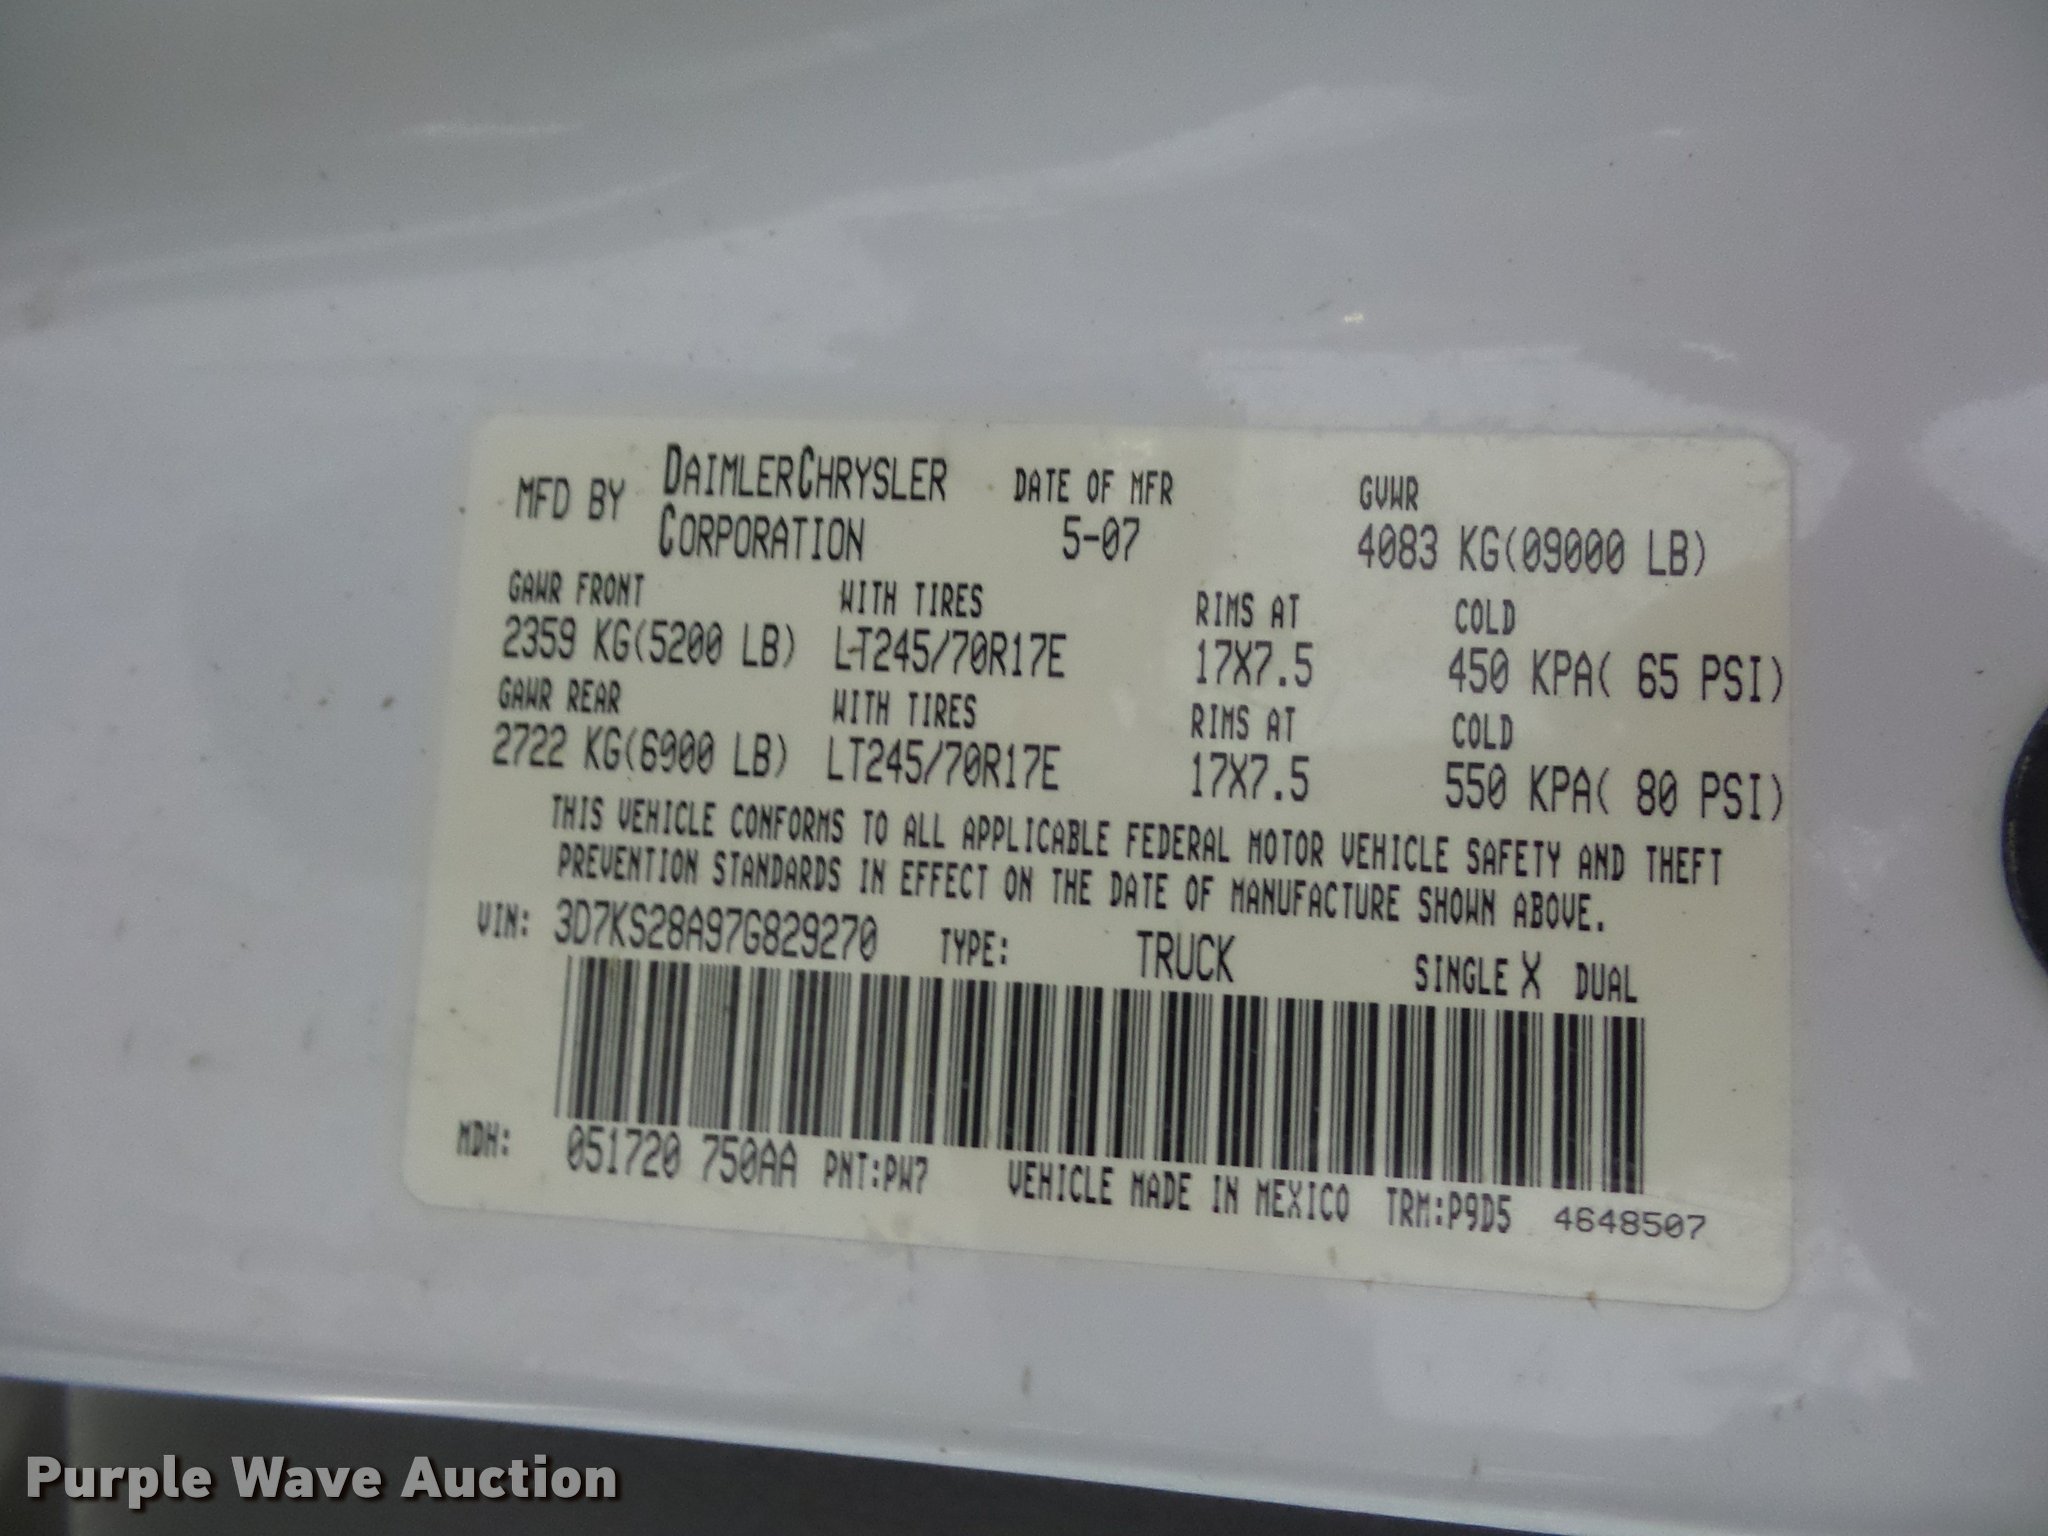 MFD BY DAIMLERCHRYSLER CORPORATION DATE OF MFR 5-07 GVWR 4083 KG(09000 LB)
GAWR FRONT WITH TIRES RIMS AT COLD
2359 KG(5200 LB) LT245/70R17E 17X7.5 450 KPA( 65 PSI)
GAWR REAR WITH TIRES RIMS AT COLD
2722 KG(6000 LB) LT245/70R17E 17X7.5 550 KPA( 80 PSI)
THIS VEHICLE CONFORMS TO ALL APPLICABLE FEDERAL MOTOR VEHICLE SAFETY AND THEFT
PREVENTION STANDARDS IN EFFECT ON THE DATE OF MANUFACTURE SHOWN ABOVE.
VIN: 3D7KS28A97G829270 TYPE: TRUCK SINGLE X DUAL
MDH: 051720 750AA PNT:PW7 VEHICLE MADE IN MEXICO TRM:P9D5 4648507
Purple Wave Auction